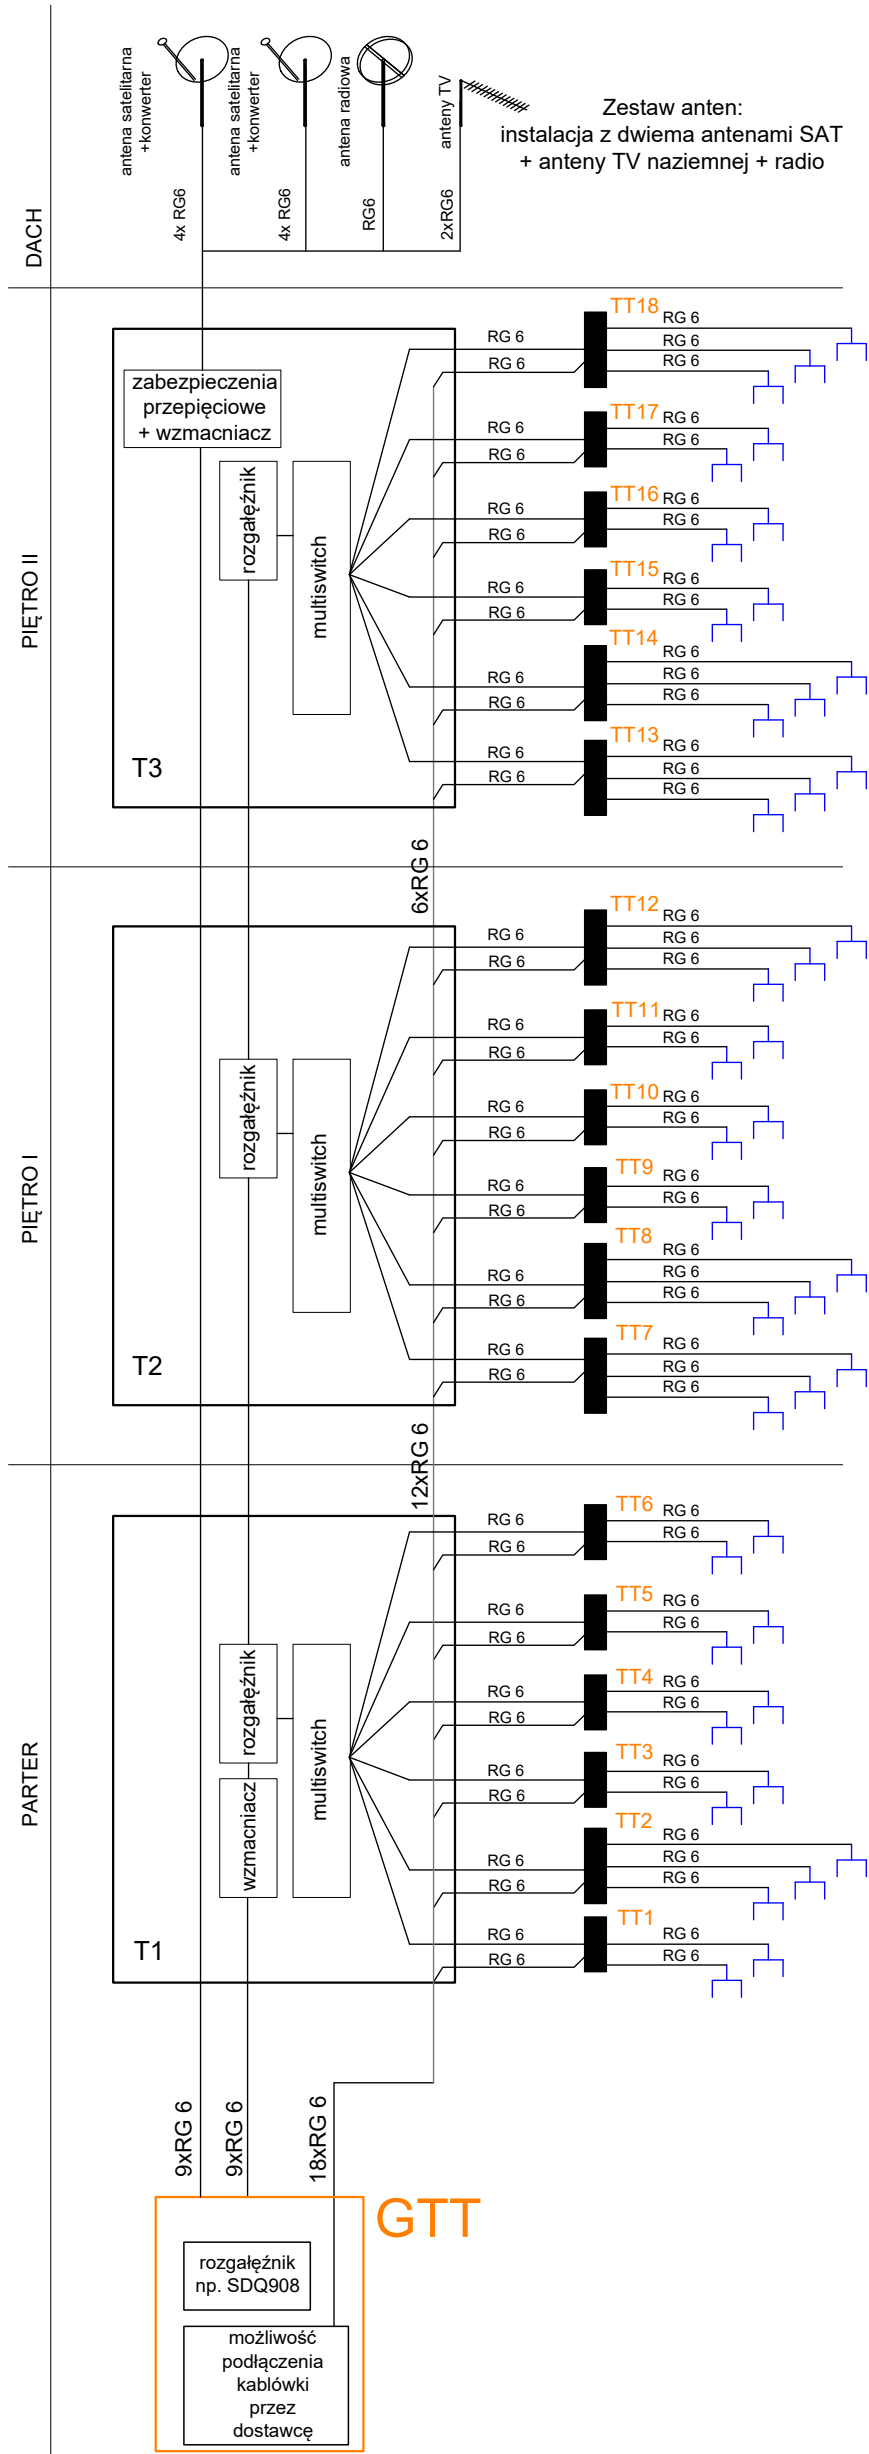 antena satelitarna
+konwerter
antena satelitarna
+konwerter
antena radiowa
anteny TV
Zestaw anten:
instalacja z dwiema antenami SAT
+ anteny TV naziemnej + radio
4x RG6
4x RG6
RG6
2xRG6
DACH
PIĘTRO II
zabezpieczenia
przepięciowe
+ wzmacniacz
rozgałęźnik
multiswitch
T3
RG 6
RG 6
TT18
RG 6
RG 6
RG 6
RG 6
RG 6
TT17
RG 6
RG 6
RG 6
RG 6
TT16
RG 6
RG 6
RG 6
RG 6
TT15
RG 6
RG 6
RG 6
RG 6
TT14
RG 6
RG 6
RG 6
RG 6
RG 6
TT13
RG 6
RG 6
RG 6
6xRG 6
PIĘTRO I
rozgałęźnik
multiswitch
T2
RG 6
RG 6
TT12
RG 6
RG 6
RG 6
RG 6
RG 6
TT11
RG 6
RG 6
RG 6
RG 6
TT10
RG 6
RG 6
RG 6
RG 6
TT9
RG 6
RG 6
RG 6
RG 6
TT8
RG 6
RG 6
RG 6
RG 6
RG 6
TT7
RG 6
RG 6
RG 6
12xRG 6
PARTER
rozgałęźnik
wzmacniacz
multiswitch
T1
RG 6
RG 6
TT6
RG 6
RG 6
RG 6
RG 6
TT5
RG 6
RG 6
RG 6
RG 6
TT4
RG 6
RG 6
RG 6
RG 6
TT3
RG 6
RG 6
RG 6
RG 6
TT2
RG 6
RG 6
RG 6
RG 6
RG 6
TT1
RG 6
RG 6
9xRG 6
9xRG 6
18xRG 6
GTT
rozgałęźnik
np. SDQ908
możliwość
podłączenia
kablówki
przez
dostawcę